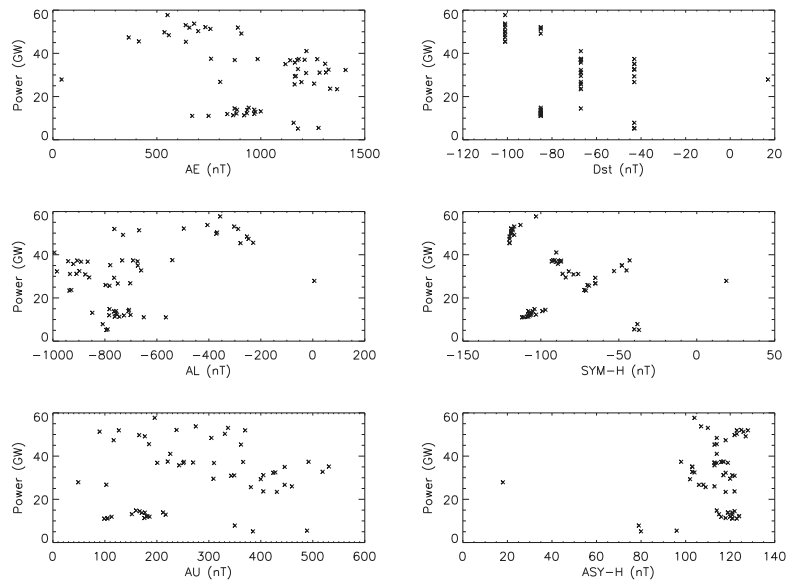 60
40
20
0
Power (GW)
0 500 1000 1500
AE (nT)
60
40
20
0
Power (GW)
−120 −100 −80 −60 −40 −20 0 20
Dst (nT)
60
40
20
0
Power (GW)
−1000 −800 −600 −400 −200 0 200
AL (nT)
60
40
20
0
Power (GW)
−150 −100 −50 0 50
SYM−H (nT)
60
40
20
0
Power (GW)
0 100 200 300 400 500 600
AU (nT)
60
40
20
0
Power (GW)
0 20 40 60 80 100 120 140
ASY−H (nT)